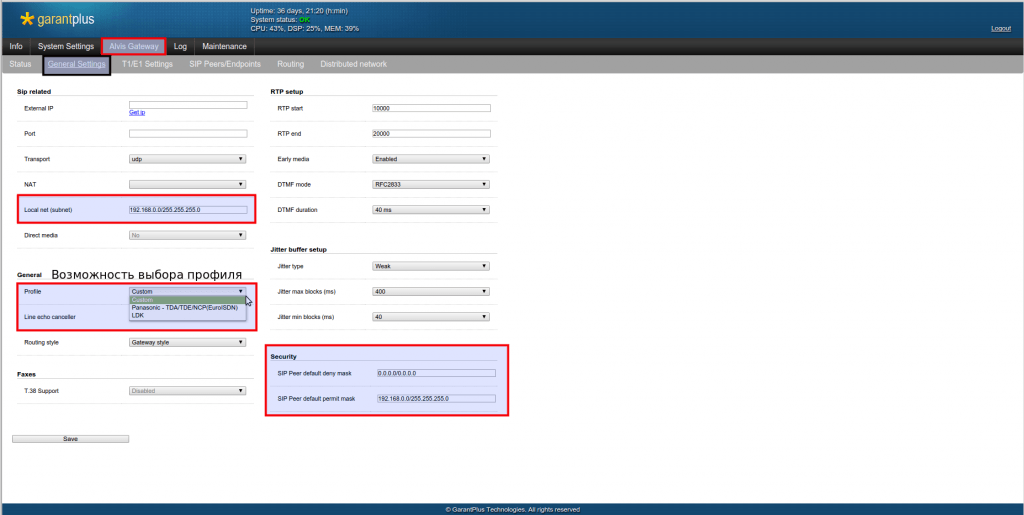 garantplus
Uptime: 36 days, 21:20 (h:min)
System status: OK
CPU: 43%, DSP: 25%, MEM: 39%
Logout
Info System Settings Alvis Gateway Log Maintenance
Status General Settings T1/E1 Settings SIP Peers/Endpoints Routing Distributed network
Sip related
External IP
Get ip
Port
Transport udp
NAT
Local net (subnet) 192.168.0.0/255.255.255.0
Direct media No
General Возможность выбора профиля
Profile Custom
Custom
Panasonic - TDA/TDE/NCP(EuroISDN)
LDK
Line echo canceller
Routing style Gateway style
Faxes
T.38 Support Disabled
Save
RTP setup
RTP start 10000
RTP end 20000
Early media Enabled
DTMF mode RFC2833
DTMF duration 40 ms
Jitter buffer setup
Jitter type Weak
Jitter max blocks (ms) 400
Jitter min blocks (ms) 40
Security
SIP Peer default deny mask 0.0.0.0/0.0.0.0
SIP Peer default permit mask 192.168.0.0/255.255.255.0
© GarantPlus Technologies. All rights reserved